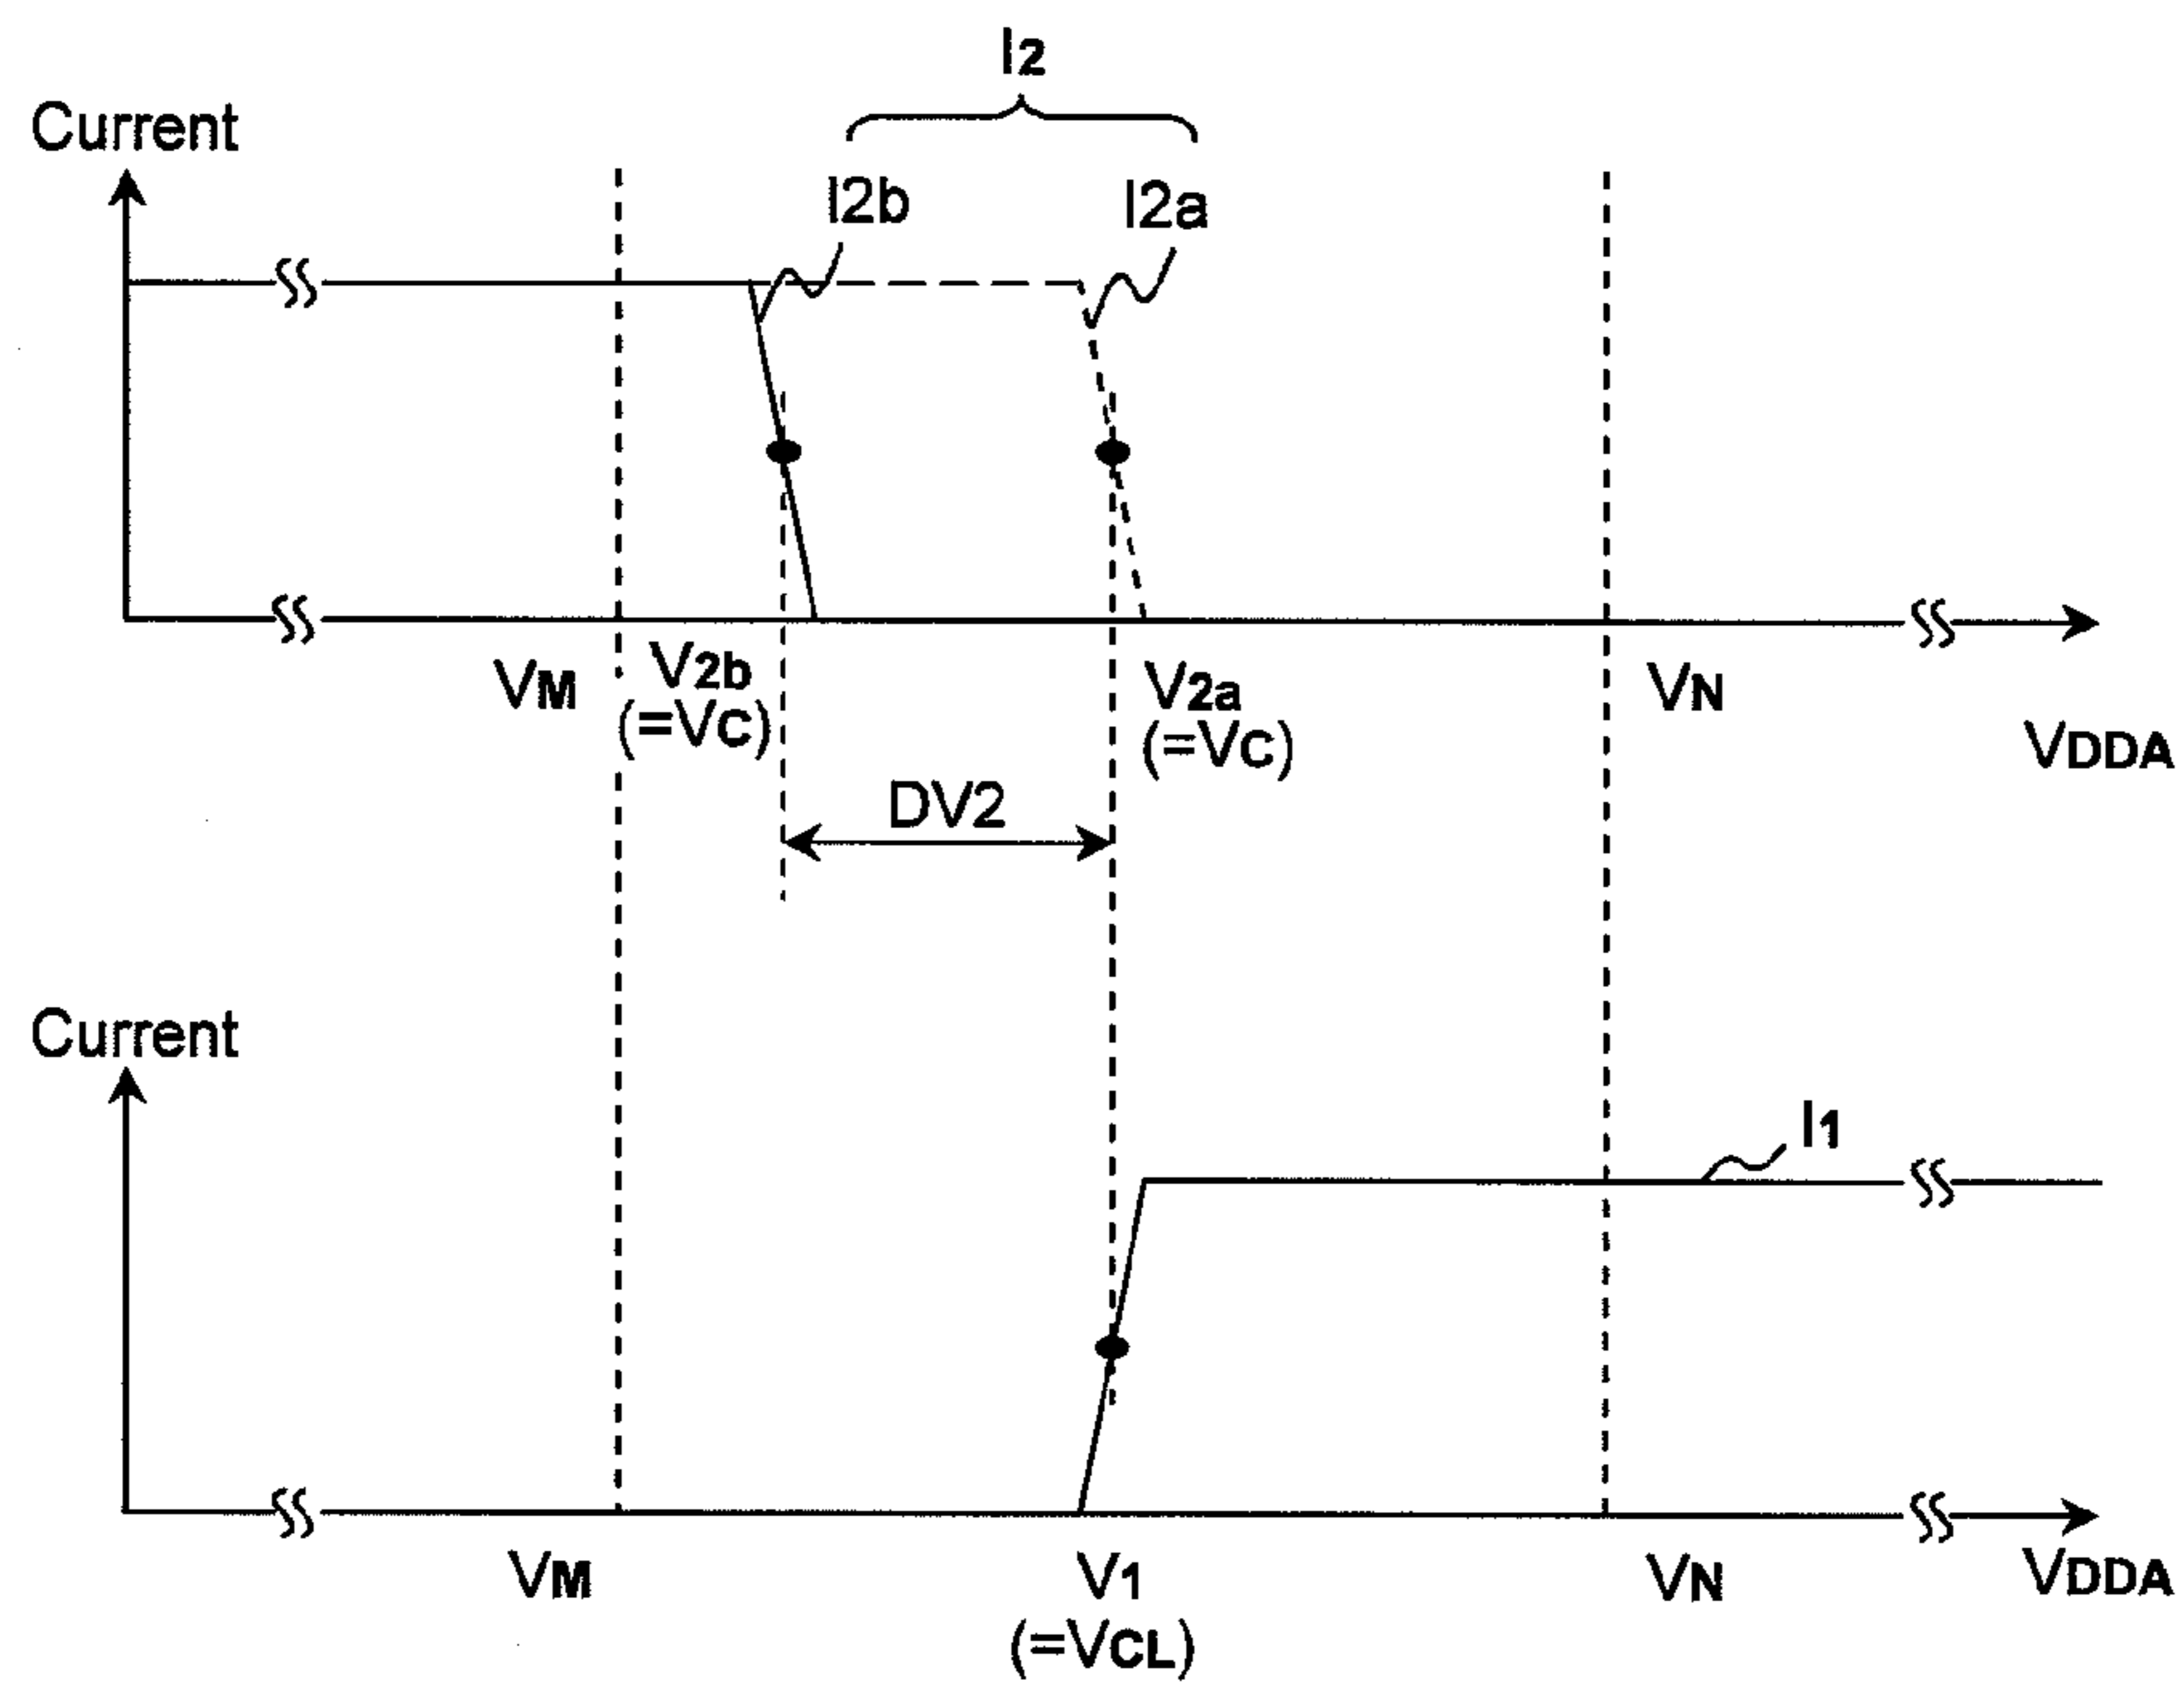 I2
Current
I2b
I2a
VM
V2b
(=VC)
V2a
(=VC)
VN
VDDA
DV2
Current
I1
VM
V1
(=VCL)
VN
VDDA